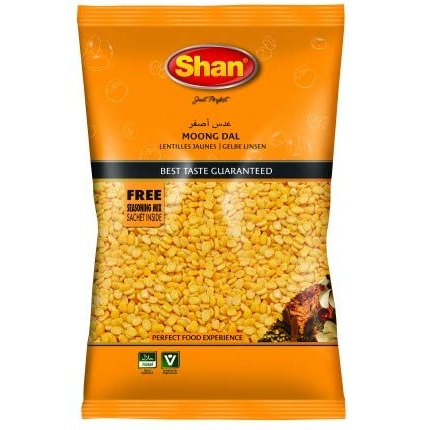 Shan
Just Perfect
عدس أصفر
MOONG DAL
LENTILLES JAUNES | GELBE LINSEN
BEST TASTE GUARANTEED
FREE
SEASONING MIX
SACHET INSIDE
PERFECT FOOD EXPERIENCE
حلال